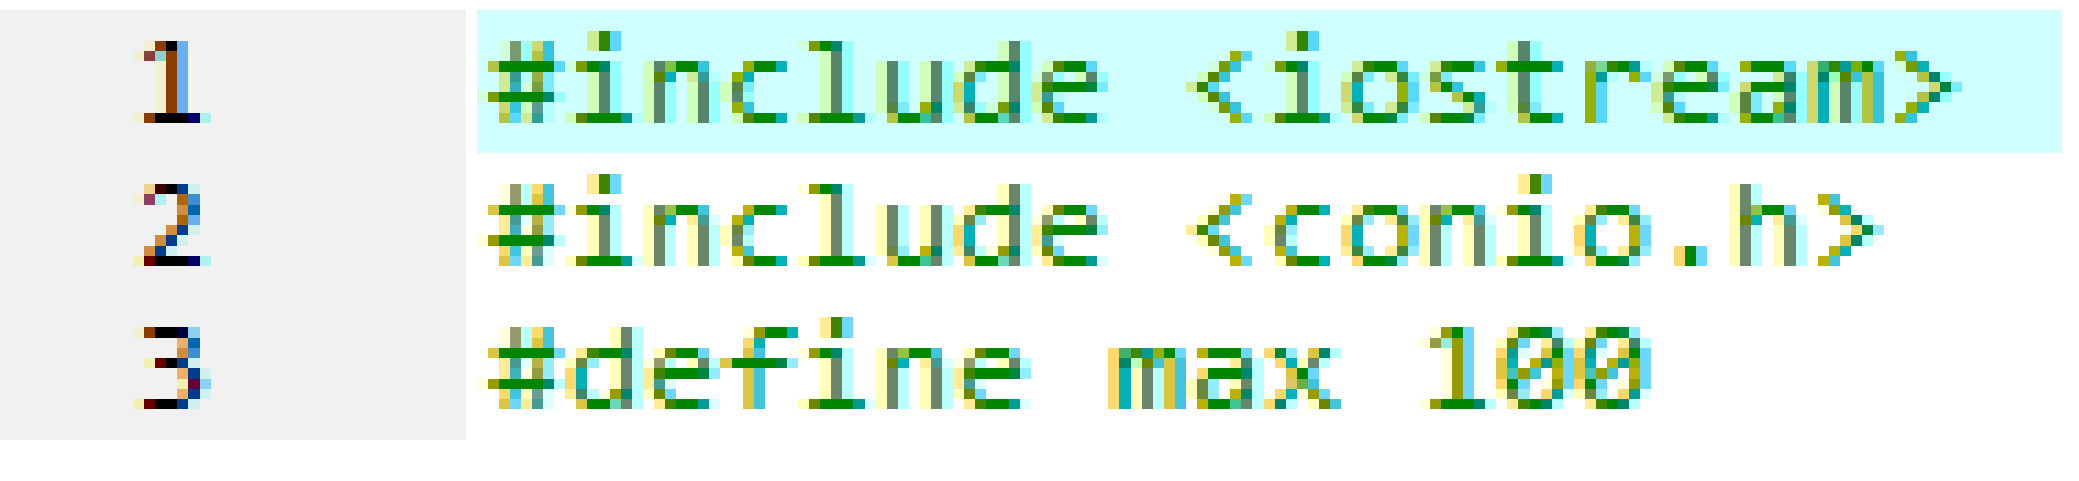 1 #include <iostream>
2 #include <conio.h>
3 #define max 100